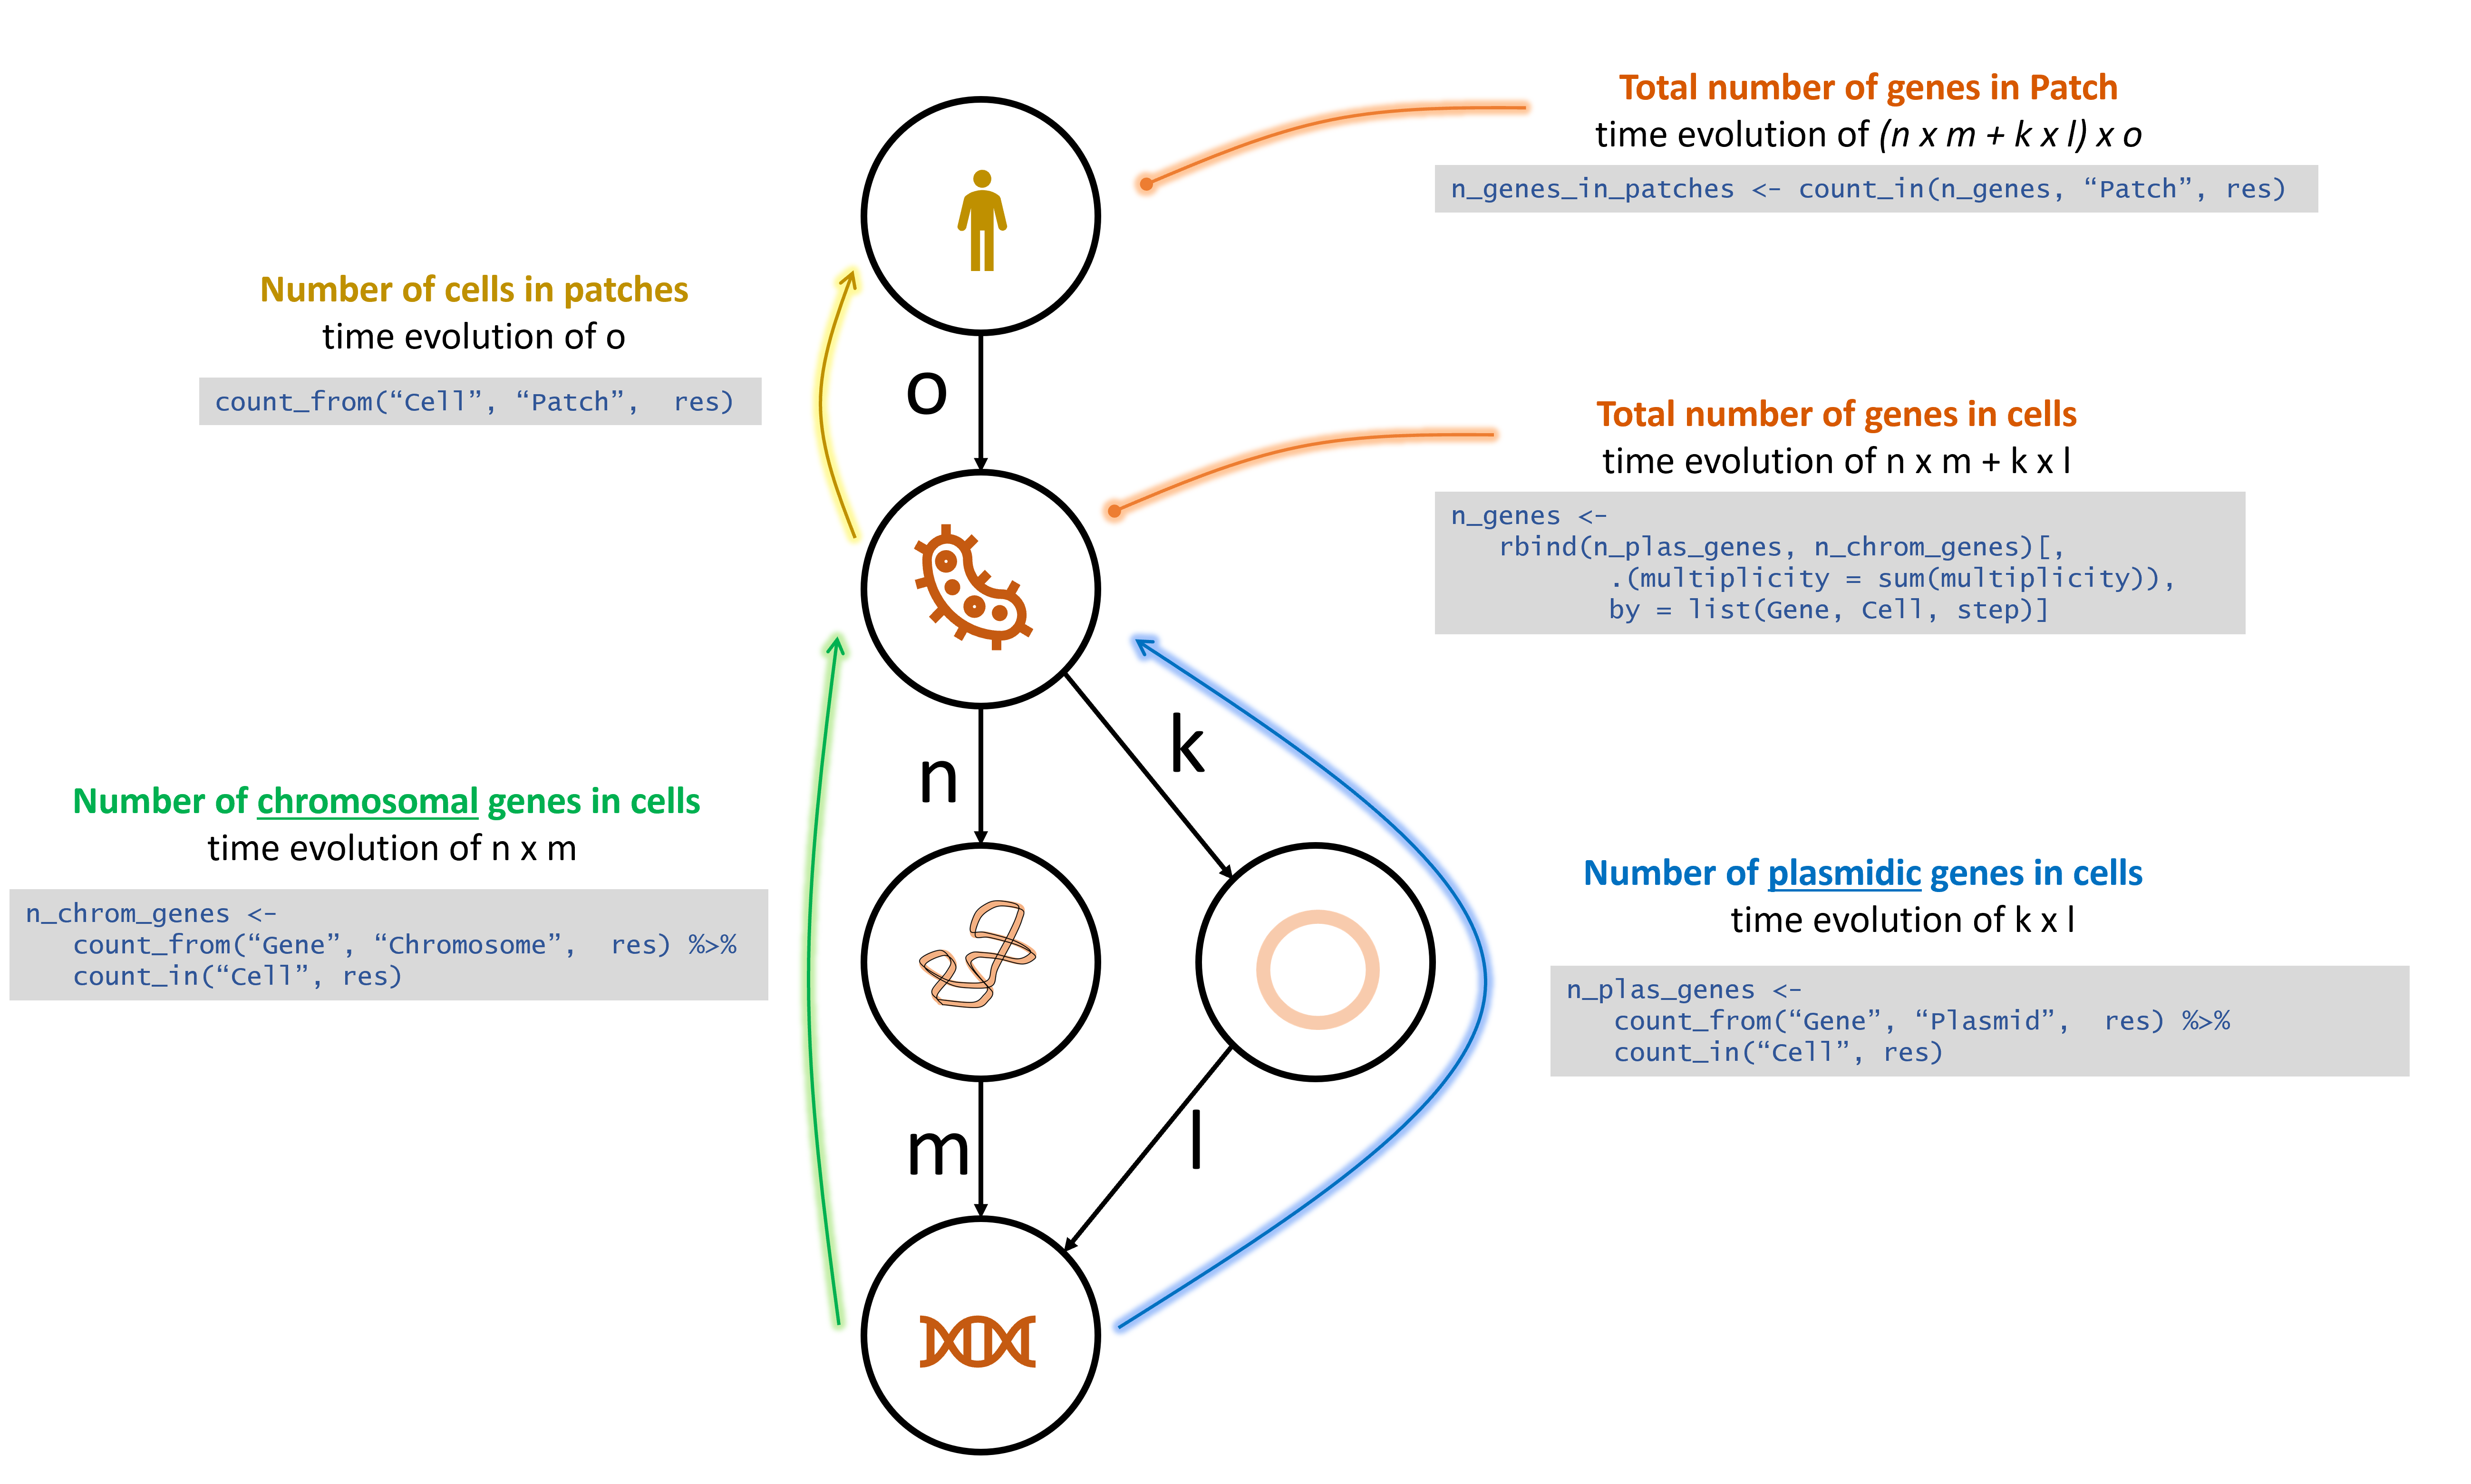 Total number of genes in Patch
time evolution of (n x m + k x l) x o
n_genes_in_patches <- count_in(n_genes, “Patch”, res)
Number of cells in patches
time evolution of o
count_from(“Cell”, “Patch”,  res)
o
Total number of genes in cells
time evolution of n x m + k x l
n_genes <-
   rbind(n_plas_genes, n_chrom_genes)[,
          .(multiplicity = sum(multiplicity)),
          by = list(Gene, Cell, step)]
n
k
Number of chromosomal genes in cells
time evolution of n x m
n_chrom_genes <-
   count_from(“Gene”, “Chromosome”,  res) %>%
   count_in(“Cell”, res)
Number of plasmidic genes in cells
time evolution of k x l
n_plas_genes <-
   count_from(“Gene”, “Plasmid”,  res) %>%
   count_in(“Cell”, res)
m
l